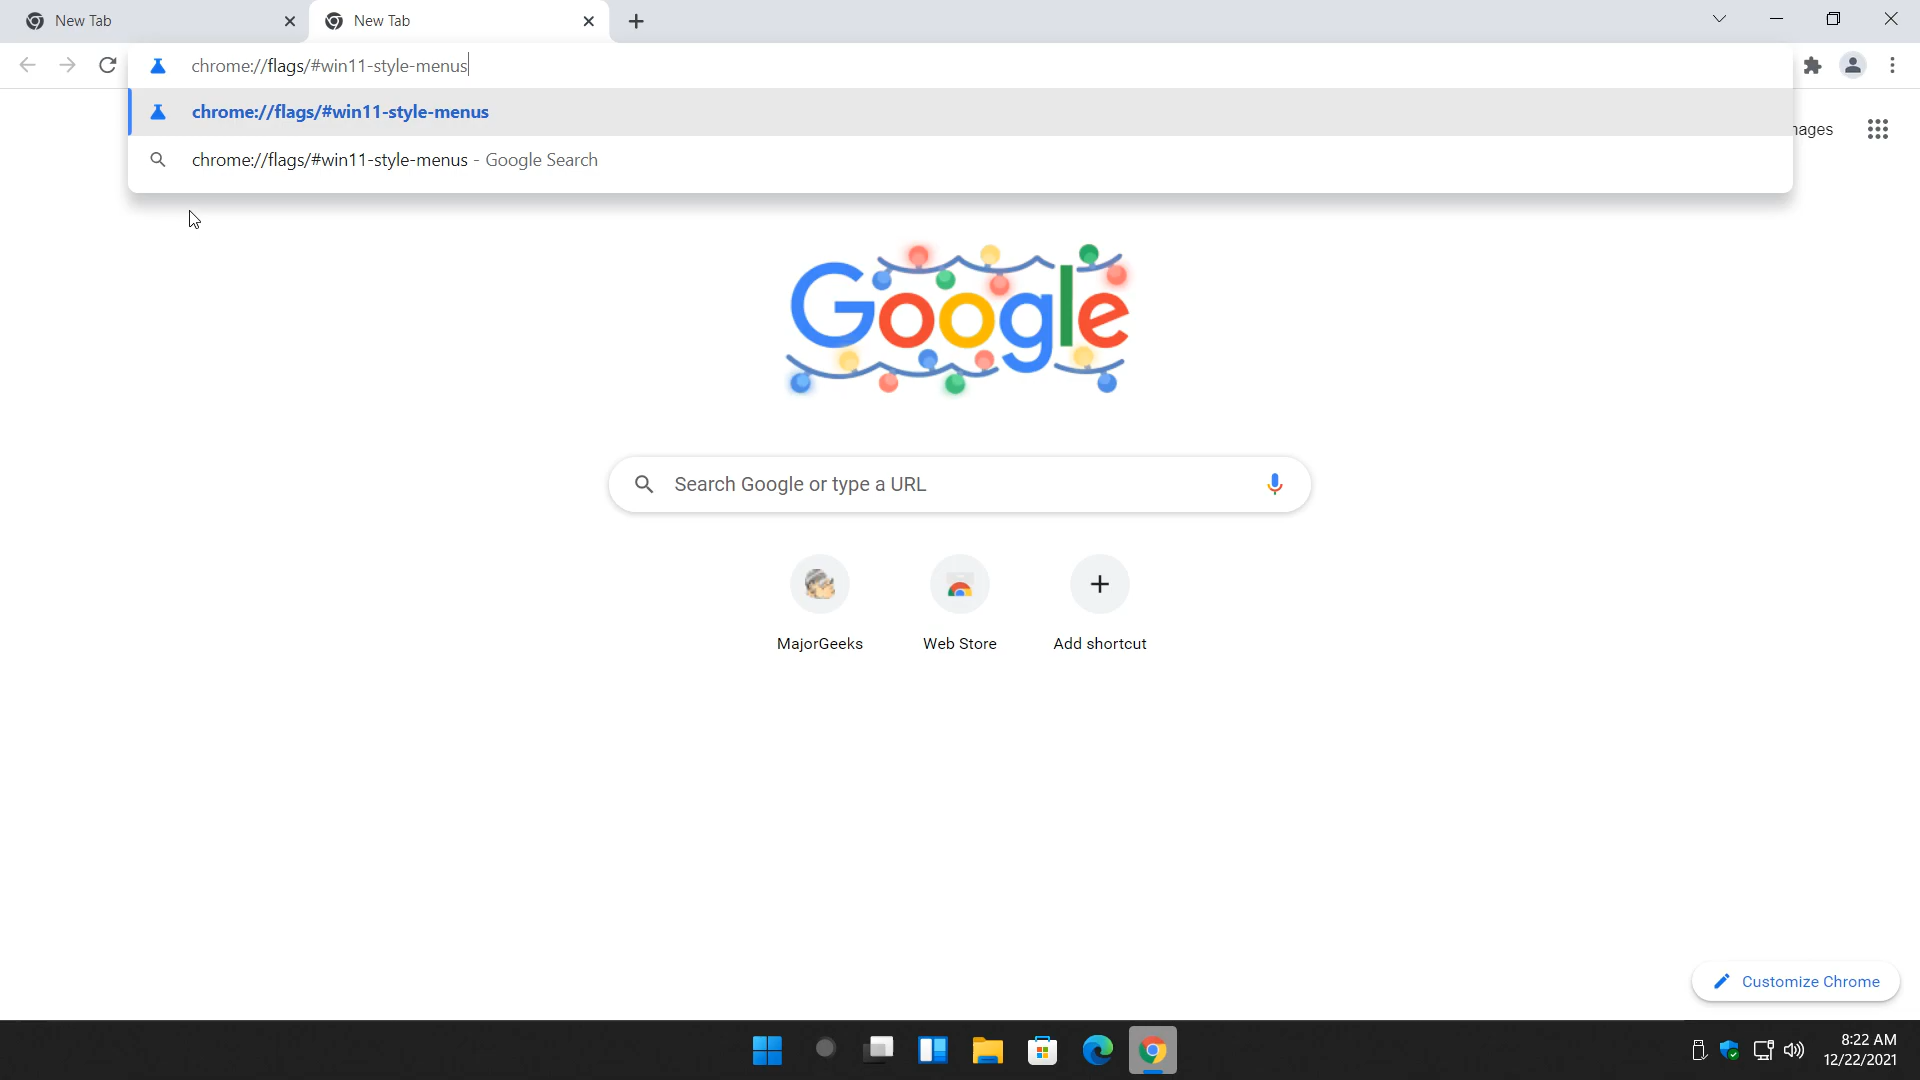 New Tab
New Tab
chrome://flags/#win11-style-menus
chrome://flags/#win11-style-menus
chrome://flags/#win11-style-menus - Google Search
Google
Search Google or type a URL
MajorGeeks
Web Store
Add shortcut
Customize Chrome
8:22 AM
12/22/2021